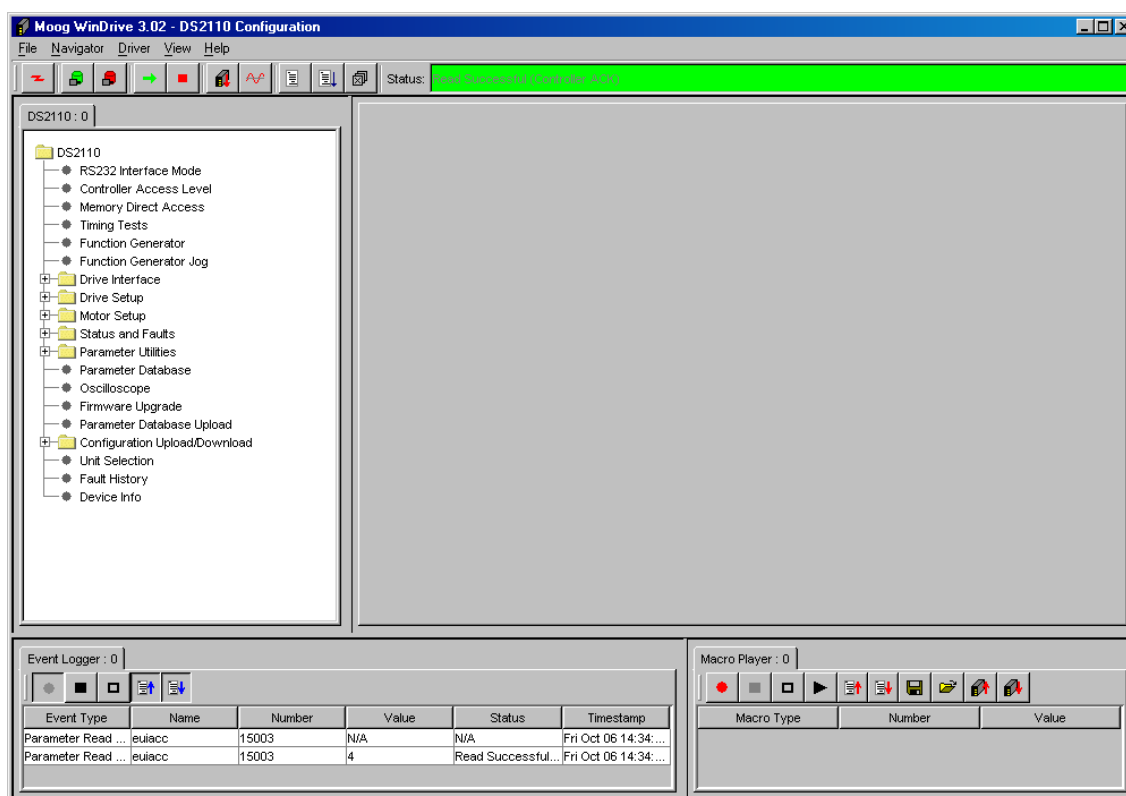 Moog WinDrive 3.02 - DS2110 Configuration
File Navigator Driver View Help
Status: Read Successful (Controller ACK)
DS2110 : 0
DS2110
RS232 Interface Mode
Controller Access Level
Memory Direct Access
Timing Tests
Function Generator
Function Generator Jog
Drive Interface
Drive Setup
Motor Setup
Status and Faults
Parameter Utilities
Parameter Database
Oscilloscope
Firmware Upgrade
Parameter Database Upload
Configuration Upload/Download
Unit Selection
Fault History
Device Info
Event Logger : 0
Event Type Name Number Value Status Timestamp
Parameter Read ... euiacc 15003 N/A N/A Fri Oct 06 14:34:...
Parameter Read ... euiacc 15003 4 Read Successful... Fri Oct 06 14:34:...
Macro Player : 0
Macro Type Number Value